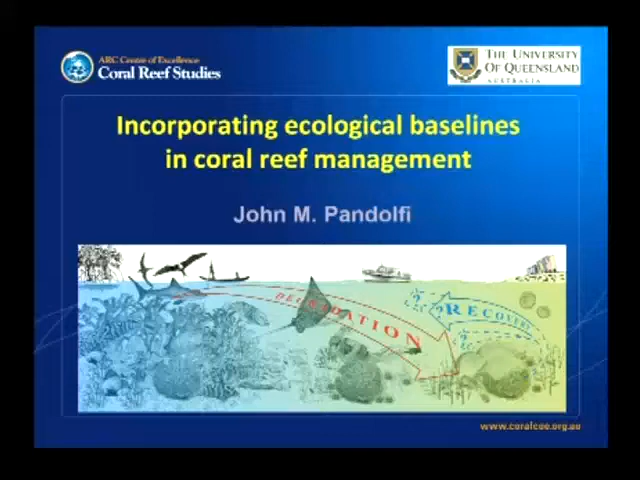 ARC Centre of Excellence
Coral Reef Studies
THE UNIVERSITY
OF QUEENSLAND
AUSTRALIA
Incorporating ecological baselines
in coral reef management
John M. Pandolfi
DEGRADATION
? ? RECOVERY
?
www.coralcoe.org.au